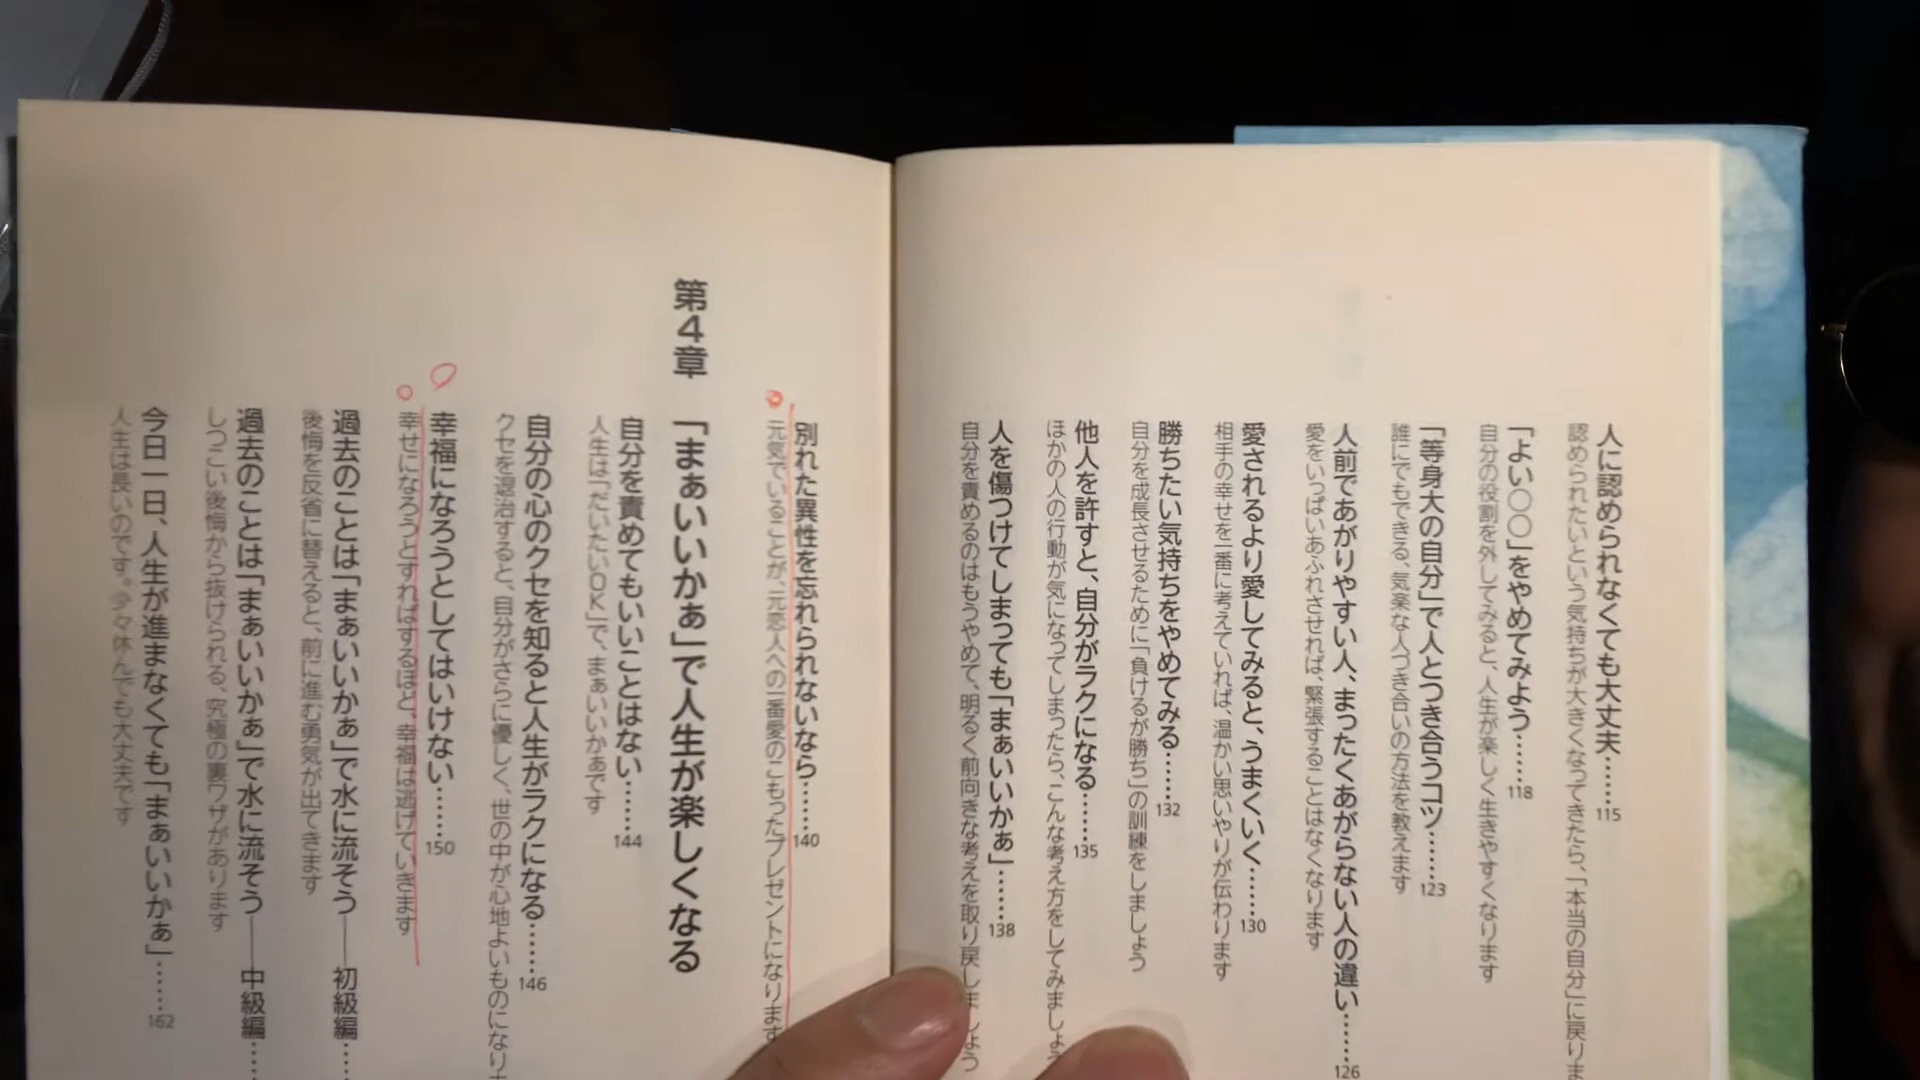 人に認められなくても大丈夫……115
認められたいという気持ちが大きくなってきたら、「本当の自分」に戻りま
「よい○○」をやめてみよう……118
自分の役割を外してみると、人生が楽しく生きやすくなります
「等身大の自分」で人とつき合うコツ……123
誰にでもできる、気楽な人づき合いの方法を教えます
人前であがりやすい人、まったくあがらない人の違い……126
愛をいっぱいあふれさせれば、緊張することはなくなります
愛されるより愛してみると、うまくいく……130
相手の幸せを一番に考えていれば、温かい思いやりが伝わります
勝ちたい気持ちをやめてみる……132
自分を成長させるために「負けるが勝ち」の訓練をしましょう
他人を許すと、自分がラクになる……135
ほかの人の行動が気になってしまったら、こんな考え方をしてみましょう
人を傷つけてしまっても「まぁいいかぁ」……138
自分を責めるのはもうやめて、明るく前向きな考えを取り戻しましょう
別れた異性を忘れられないなら……140
元気でいることが、元恋人への一番愛のこもったプレゼントになります
第4章 「まぁいいかぁ」で人生が楽しくなる
自分を責めてもいいことはない……144
人生は「だいたいOK」で、まぁいいかぁです
自分の心のクセを知ると人生がラクになる……146
クセを退治すると、自分がさらに優しく、世の中が心地よいものになりま
幸福になろうとしてはいけない……150
幸せになろうとすればするほど、幸福は逃げていきます
過去のことは「まぁいいかぁ」で水に流そう――初級編……
後悔を反省に替えると、前に進む勇気が出てきます
過去のことは「まぁいいかぁ」で水に流そう――中級編……
しつこい後悔から抜けられる、究極の裏ワザがあります
今日一日、人生が進まなくても「まぁいいかぁ」……162
人生は長いのです。少々休んでも大丈夫です